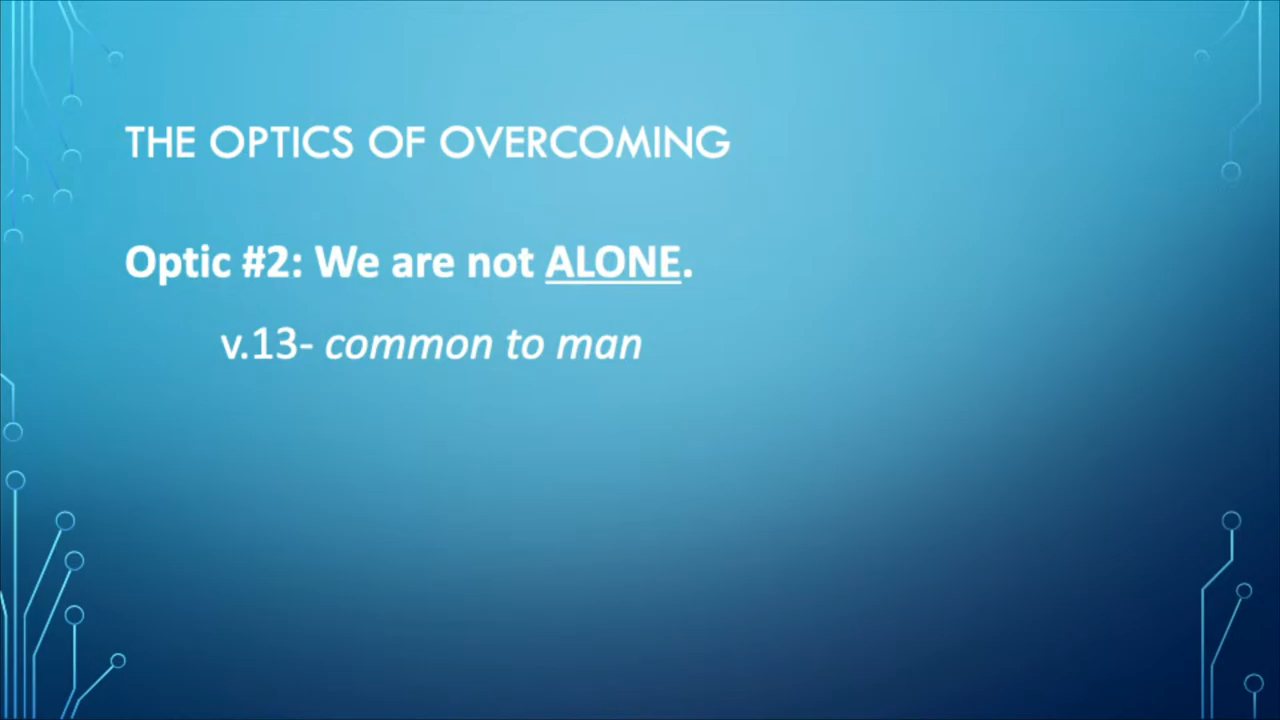 THE OPTICS OF OVERCOMING
Optic #2: We are not ALONE.
v.13- common to man